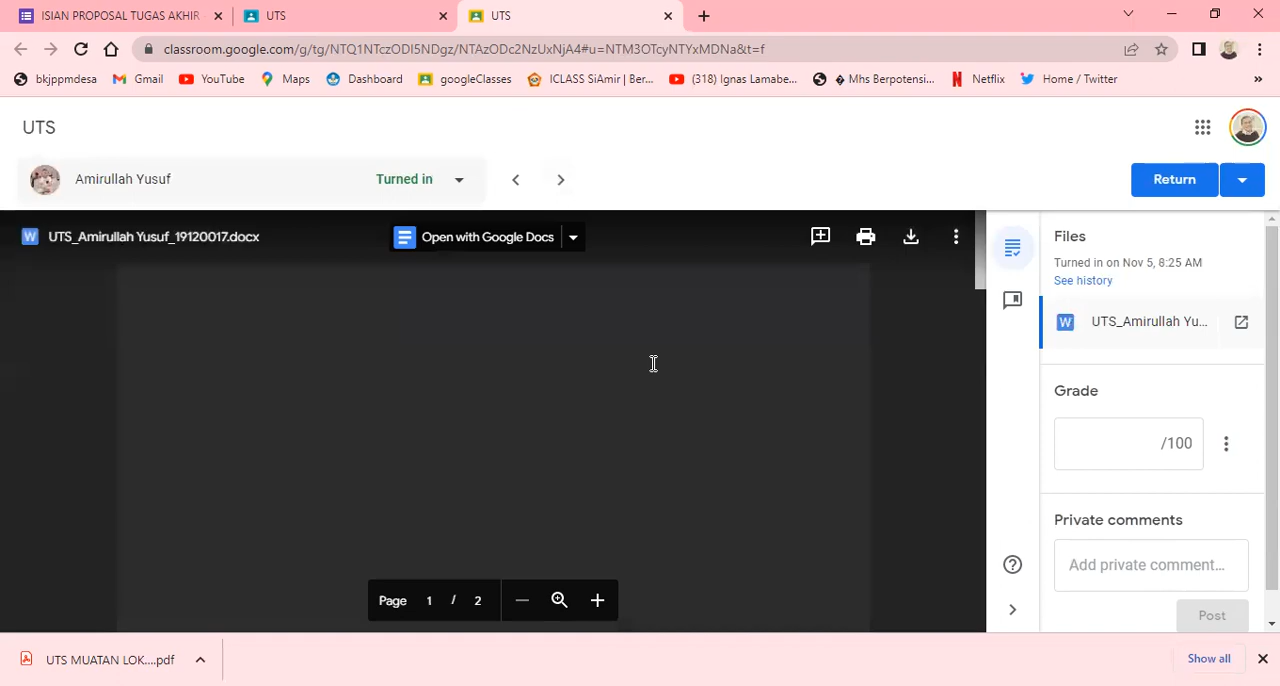 ISIAN PROPOSAL TUGAS AKHIR
UTS
UTS
classroom.google.com/g/tg/NTQ1NTczODI5NDgz/NTAzODc2NzUxNjA4#u=NTM3OTcyNTYxMDNa&t=f
bkjppmdesa
Gmail
YouTube
Maps
Dashboard
googleClasses
ICLASS SiAmir | Ber...
(318) Ignas Lamabe...
� Mhs Berpotensi...
Netflix
Home / Twitter
»
UTS
Amirullah Yusuf
Turned in
Return
UTS_Amirullah Yusuf_19120017.docx
Open with Google Docs
Files
Turned in on Nov 5, 8:25 AM
See history
UTS_Amirullah Yu...
Grade
/100
Private comments
Add private comment...
Post
Page 1 / 2
UTS MUATAN LOK....pdf
Show all